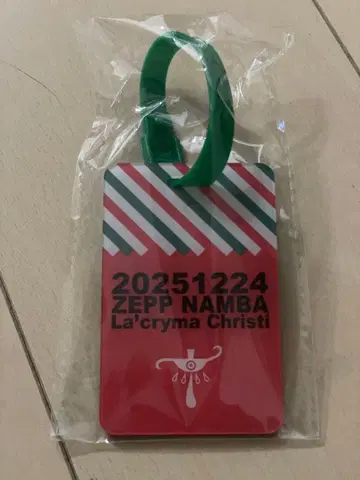 20251224
ZEPP NAMBA
La'cryma Christi